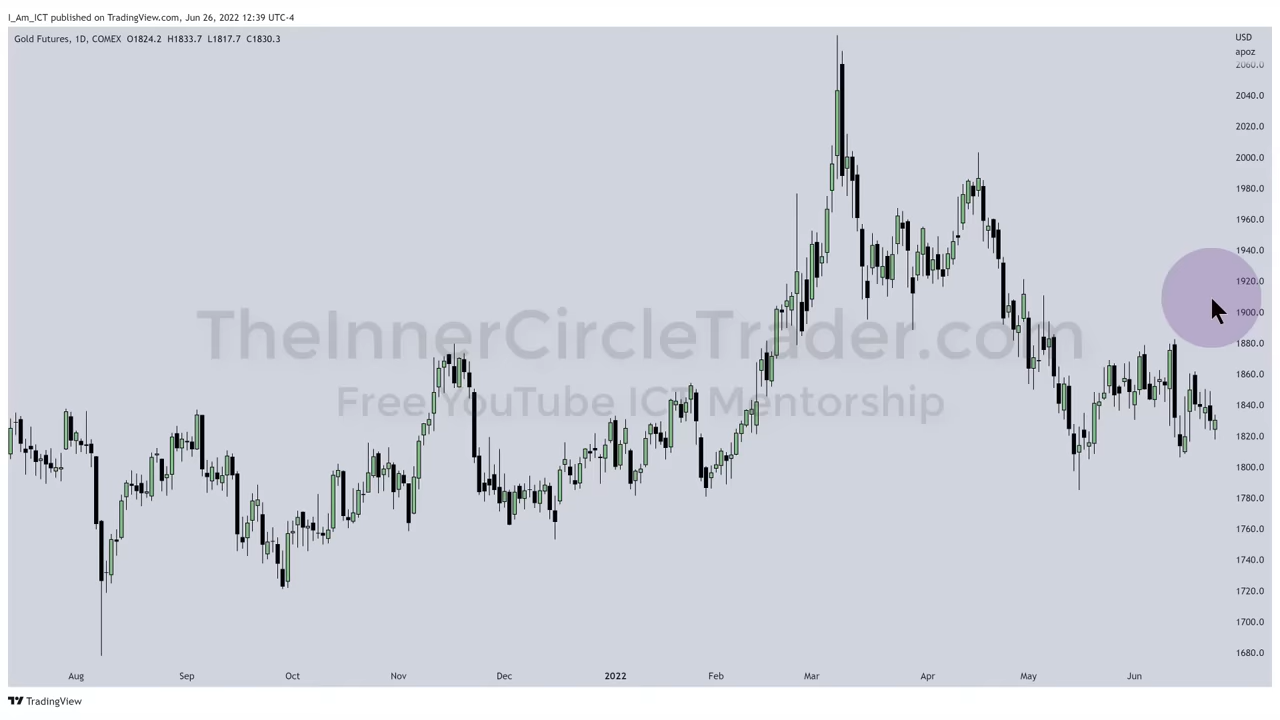 I_Am_ICT published on TradingView.com, Jun 26, 2022 12:39 UTC-4
Gold Futures, 1D, COMEX O1824.2 H1833.7 L1817.7 C1830.3
USD
apoz
2060.0
2040.0
2020.0
2000.0
1980.0
1960.0
1940.0
1920.0
1900.0
1880.0
1860.0
1840.0
1820.0
1800.0
1780.0
1760.0
1740.0
1720.0
1700.0
1680.0
TheInnerCircleTrader.com
Free YouTube ICT Mentorship
Aug Sep Oct Nov Dec 2022 Feb Mar Apr May Jun
TradingView